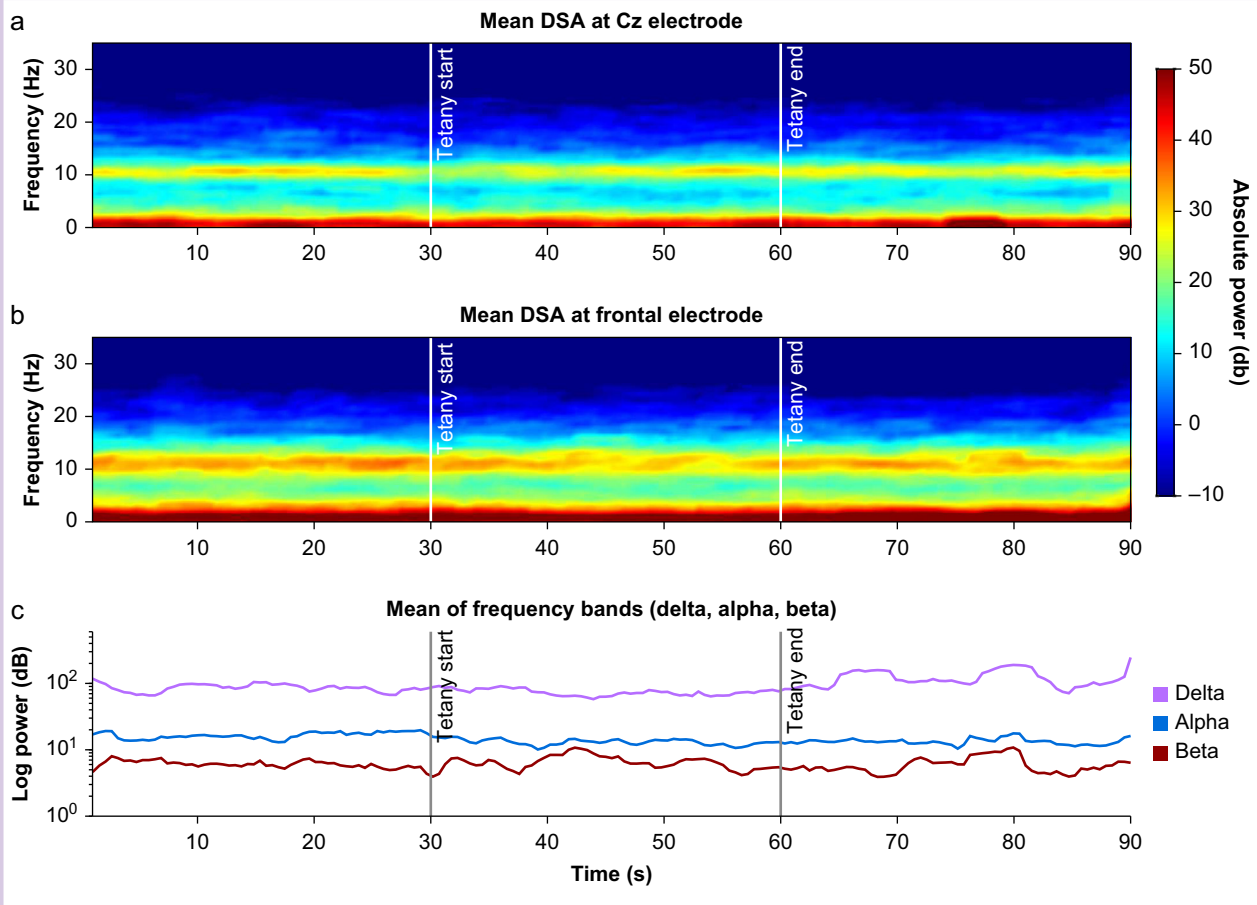 a
Mean DSA at Cz electrode
Frequency (Hz)
30
20
10
0
Tetany start
Tetany end
10 20 30 40 50 60 70 80 90
50
40
30
20
10
0
–10
Absolute power (db)
b
Mean DSA at frontal electrode
Frequency (Hz)
30
20
10
0
Tetany start
Tetany end
10 20 30 40 50 60 70 80 90
c
Mean of frequency bands (delta, alpha, beta)
Log power (dB)
10²
10¹
10⁰
Tetany start
Tetany end
10 20 30 40 50 60 70 80 90
Time (s)
Delta
Alpha
Beta